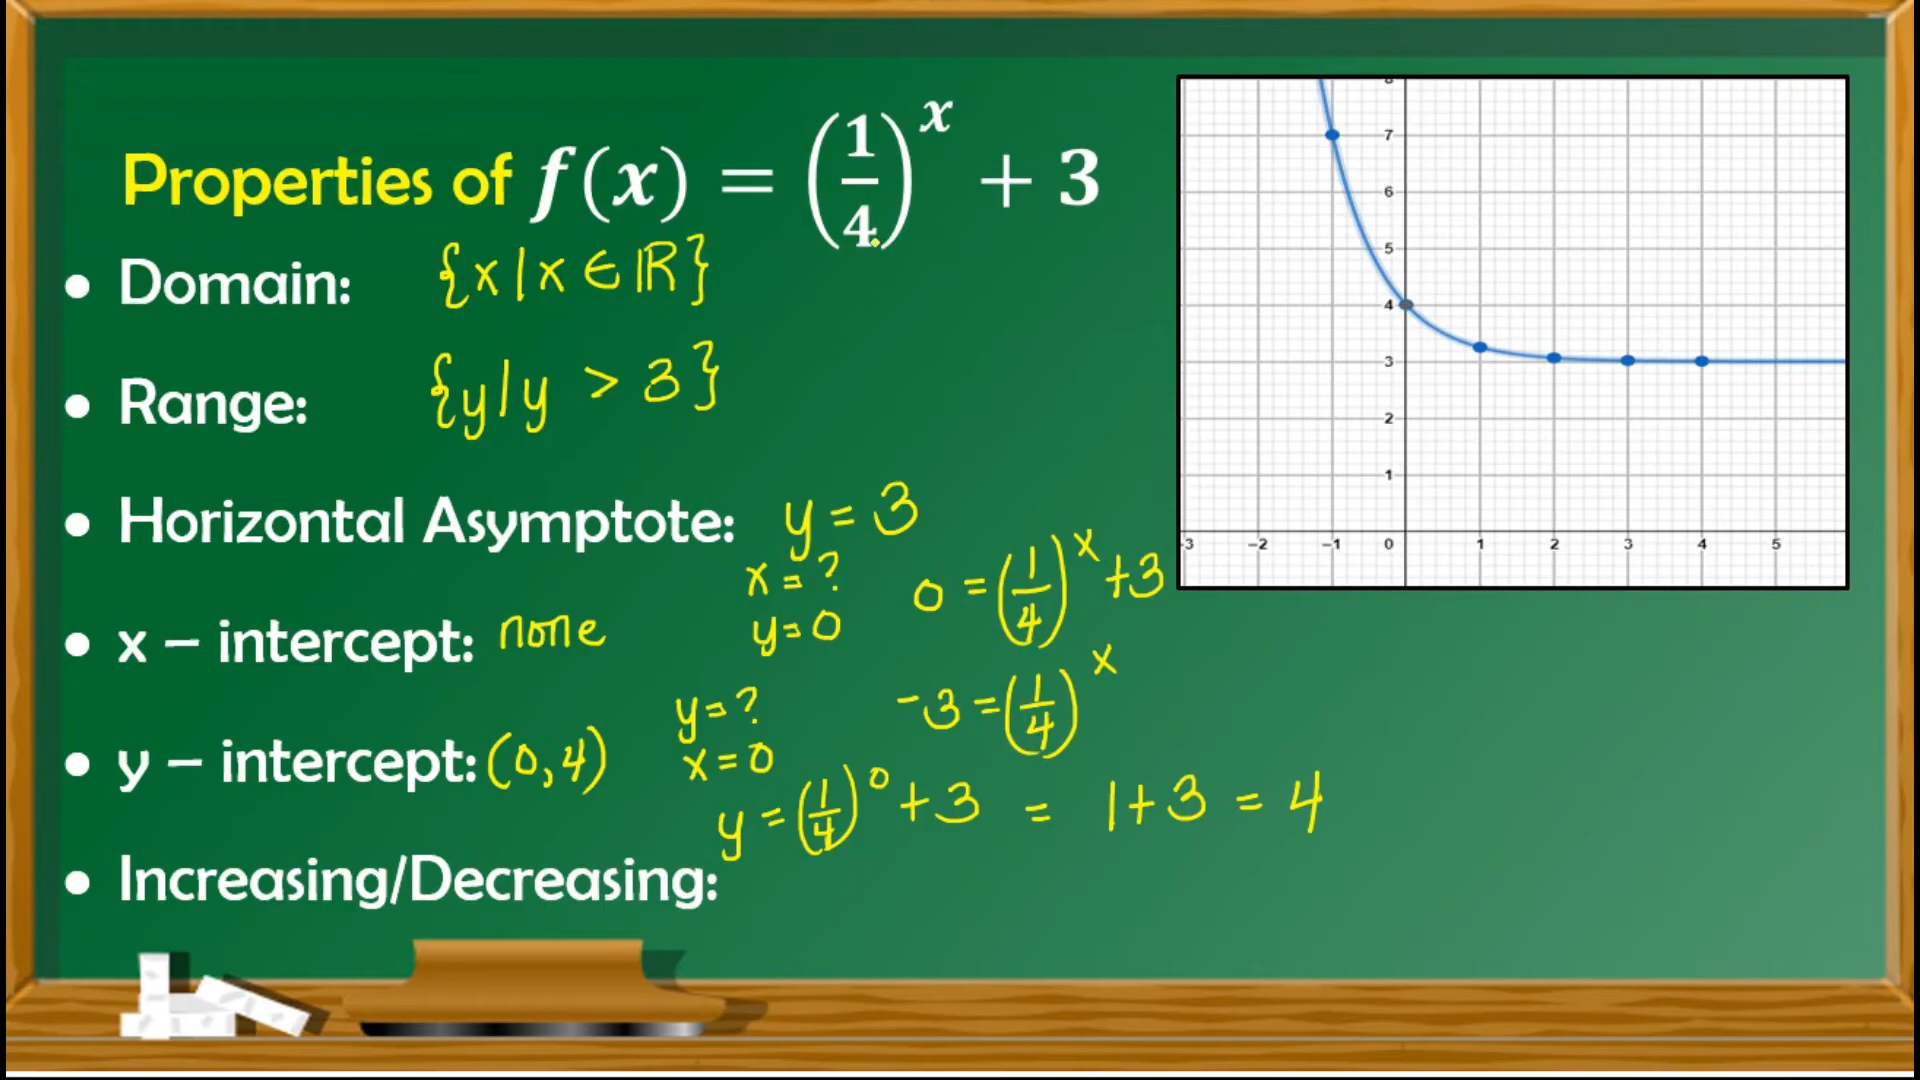 Properties of f(x) = (1/4)^x + 3
• Domain: {x | x ∈ ℝ}
• Range: {y | y > 3}
• Horizontal Asymptote: y = 3
x = ?
y = 0
0 = (1/4)^x + 3
-3 = (1/4)^x
• x – intercept: none
y = ?
x = 0
• y – intercept: (0,4)
y = (1/4)^0 + 3 = 1 + 3 = 4
• Increasing/Decreasing:
8
7
6
5
4
3
2
1
-3 -2 -1 0 1 2 3 4 5